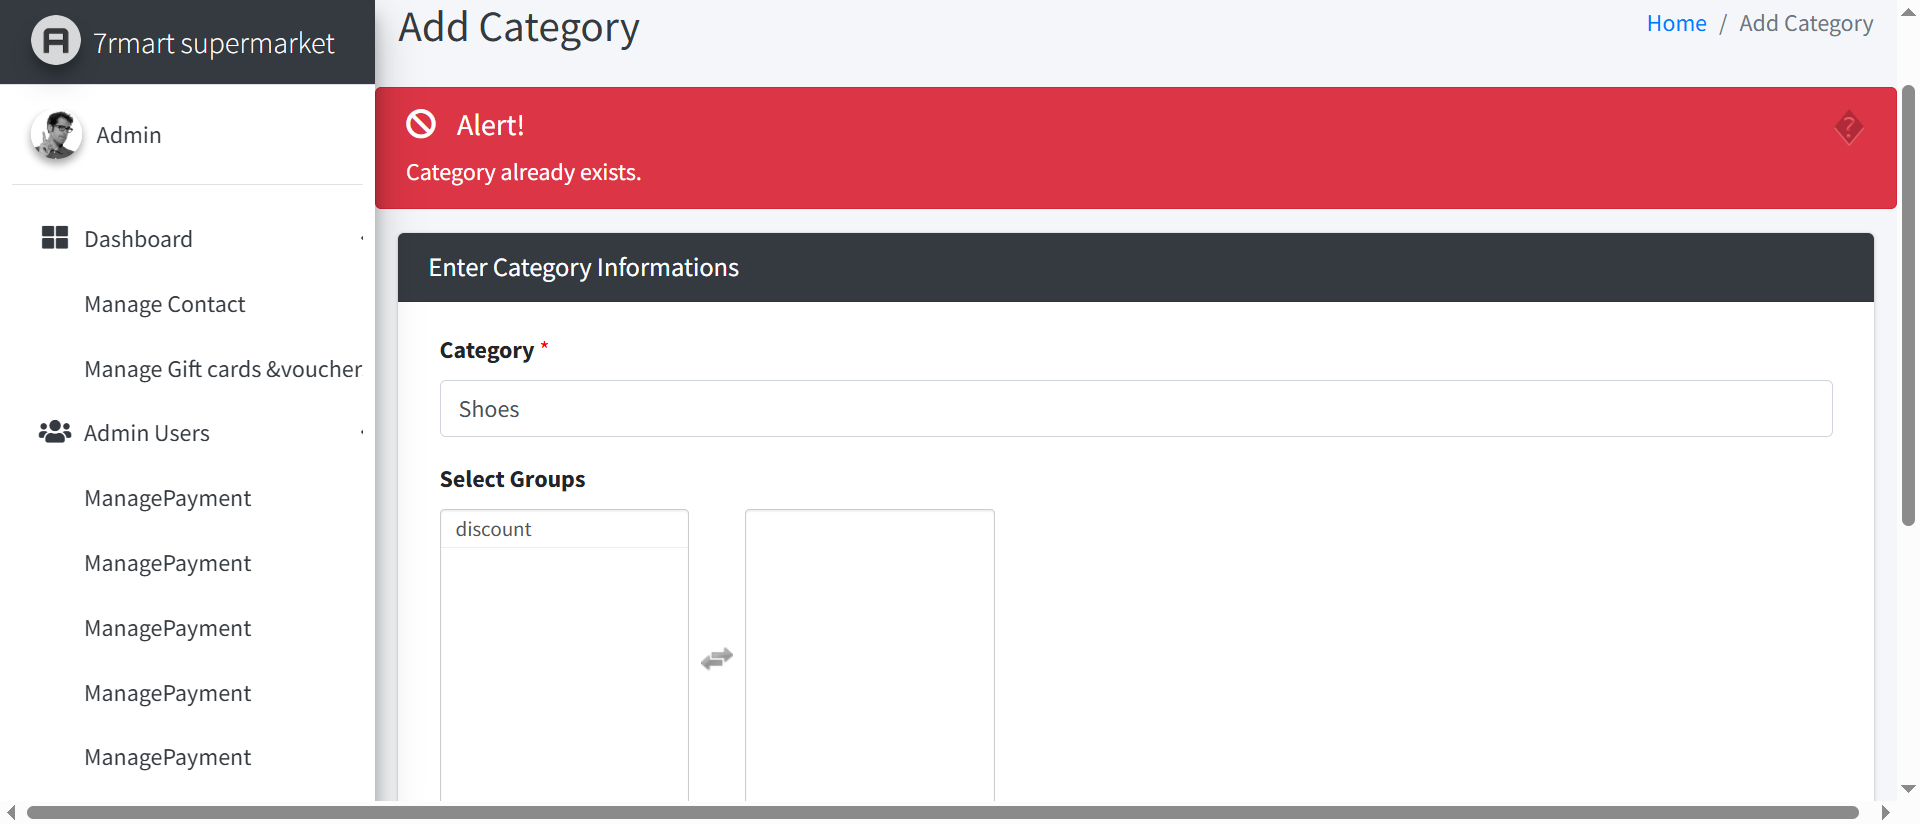 7rmart supermarket
Add Category
Home / Add Category
Admin
Alert!
Category already exists.
Dashboard
Manage Contact
Manage Gift cards &voucher
Admin Users
ManagePayment
ManagePayment
ManagePayment
ManagePayment
ManagePayment
Enter Category Informations
Category *
Shoes
Select Groups
discount